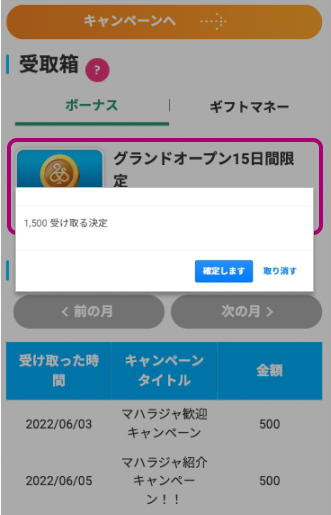 キャンペーンへ
受取箱 ?
ボーナス
ギフトマネー
グランドオープン15日間限
定
1,500 受け取る決定
確定します 取り消す
< 前の月
次の月 >
受け取った時
間
キャンペーン
タイトル
金額
2022/06/03
マハラジャ歓迎
キャンペーン
500
2022/06/05
マハラジャ紹介
キャンペー
ン！！
500